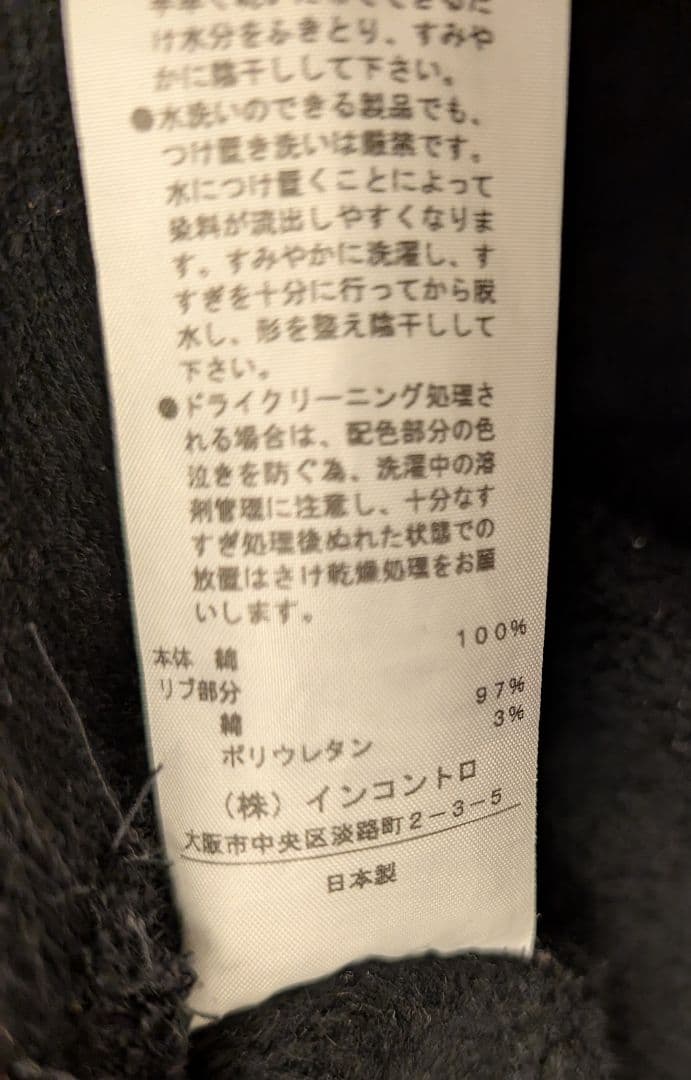 け水分をふきとり、すみや
かに陰干しして下さい。
●水洗いのできる製品でも、
つけ置き洗いは厳禁です。
水につけ置くことによって
染料が流出しやすくなりま
す。すみやかに洗濯し、す
すぎを十分に行ってから脱
水し、形を整え陰干しして
下さい。
●ドライクリーニング処理さ
れる場合は、配色部分の色
泣きを防ぐ為、洗濯中の溶
剤管理に注意し、十分なす
すぎ処理後ぬれた状態での
放置はさけ乾燥処理をお願
いします。
本体 綿 100%
リブ部分
綿 97%
ポリウレタン 3%
(株)インコントロ
大阪市中央区淡路町2-3-5
日本製